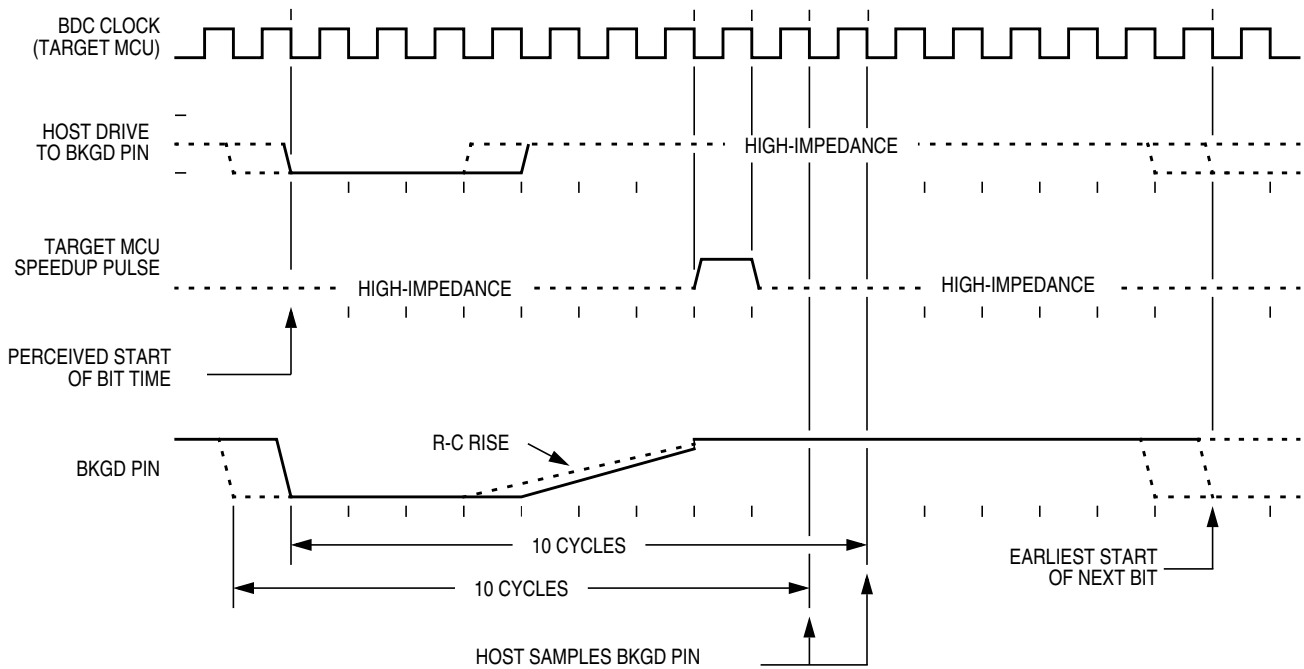 BDC CLOCK
(TARGET MCU)
HOST DRIVE
TO BKGD PIN
HIGH-IMPEDANCE
TARGET MCU
SPEEDUP PULSE
HIGH-IMPEDANCE
HIGH-IMPEDANCE
PERCEIVED START
OF BIT TIME
R-C RISE
BKGD PIN
10 CYCLES
EARLIEST START
OF NEXT BIT
10 CYCLES
HOST SAMPLES BKGD PIN